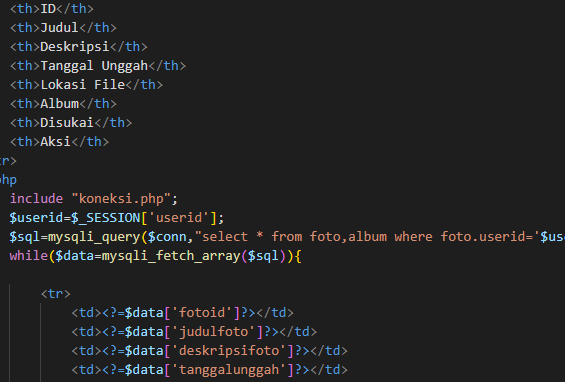 <th>ID</th>
<th>Judul</th>
<th>Deskripsi</th>
<th>Tanggal Unggah</th>
<th>Lokasi File</th>
<th>Album</th>
<th>Disukai</th>
<th>Aksi</th>
r>
hp
include "koneksi.php";
$userid=$_SESSION['userid'];
$sql=mysqli_query($conn,"select * from foto,album where foto.userid='$us
while($data=mysqli_fetch_array($sql)){
<tr>
<td><?=$data['fotoid']?></td>
<td><?=$data['judulfoto']?></td>
<td><?=$data['deskripsifoto']?></td>
<td><?=$data['tanggalunggah']?></td>